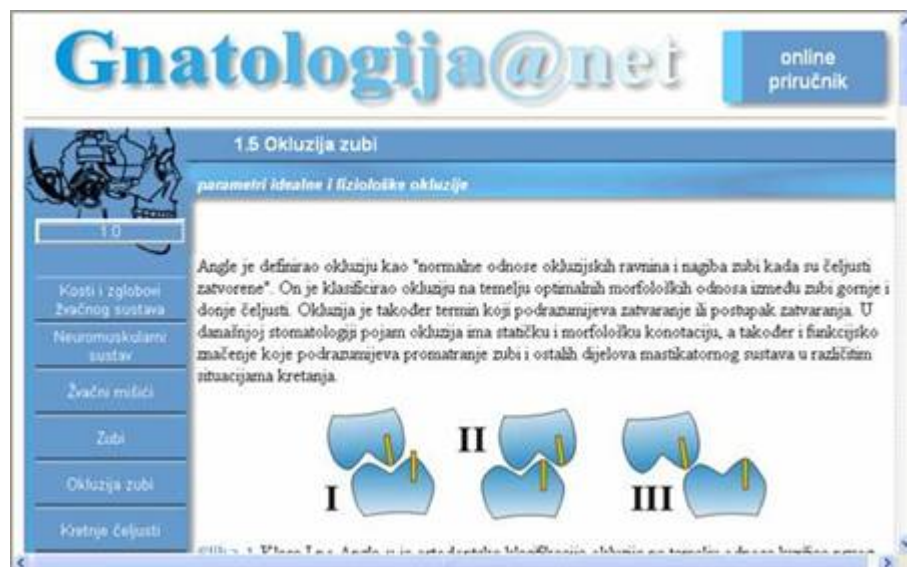 Gnatologija@net
online
priručnik
1.5 Okluzija zubi
parametri idealne i fiziološke okluzije
1.0
Kosti i zglobovi
žvačnog sustava
Neuromuskularni
sustav
Žvačni mišići
Zubi
Okluzija zubi
Kretnje čeljusti
Angle je definirao okluziju kao "normalne odnose okluzijskih ravnina i nagiba zubi kada su čeljusti
zatvorene". On je klasificirao okluziju na temelju optimalnih morfoloških odnosa između zubi gornje i
donje čeljusti. Okluzija je također termin koji podrazumijeva zatvaranje ili postupak zatvaranja. U
današnjoj stomatologiji pojam okluzija ima statičku i morfološku konotaciju, a također i funkcijsko
značenje koje podrazumijeva promatranje zubi i ostalih dijelova mastikatornog sustava u različitim
situacijama kretanja.
I
II
III